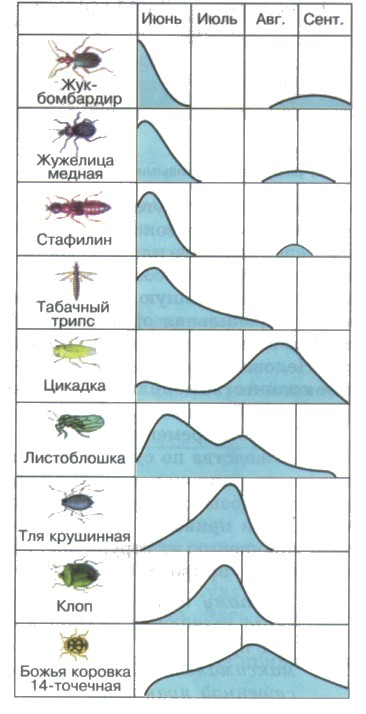 Июнь Июль Авг. Сент.
Жук-
бомбардир
Жужелица
медная
Стафилин
Табачный
трипс
Цикадка
Листоблошка
Тля крушинная
Клоп
Божья коровка
14-точечная